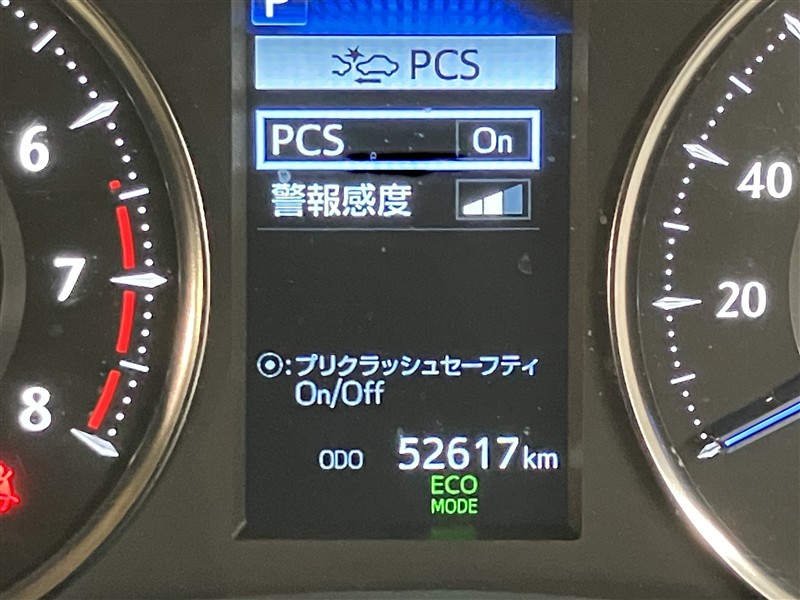 P
PCS
PCS On
警報感度
6
7
8
40
20
⦿:プリクラッシュセーフティ
On/Off
ODO 52617km
ECO
MODE